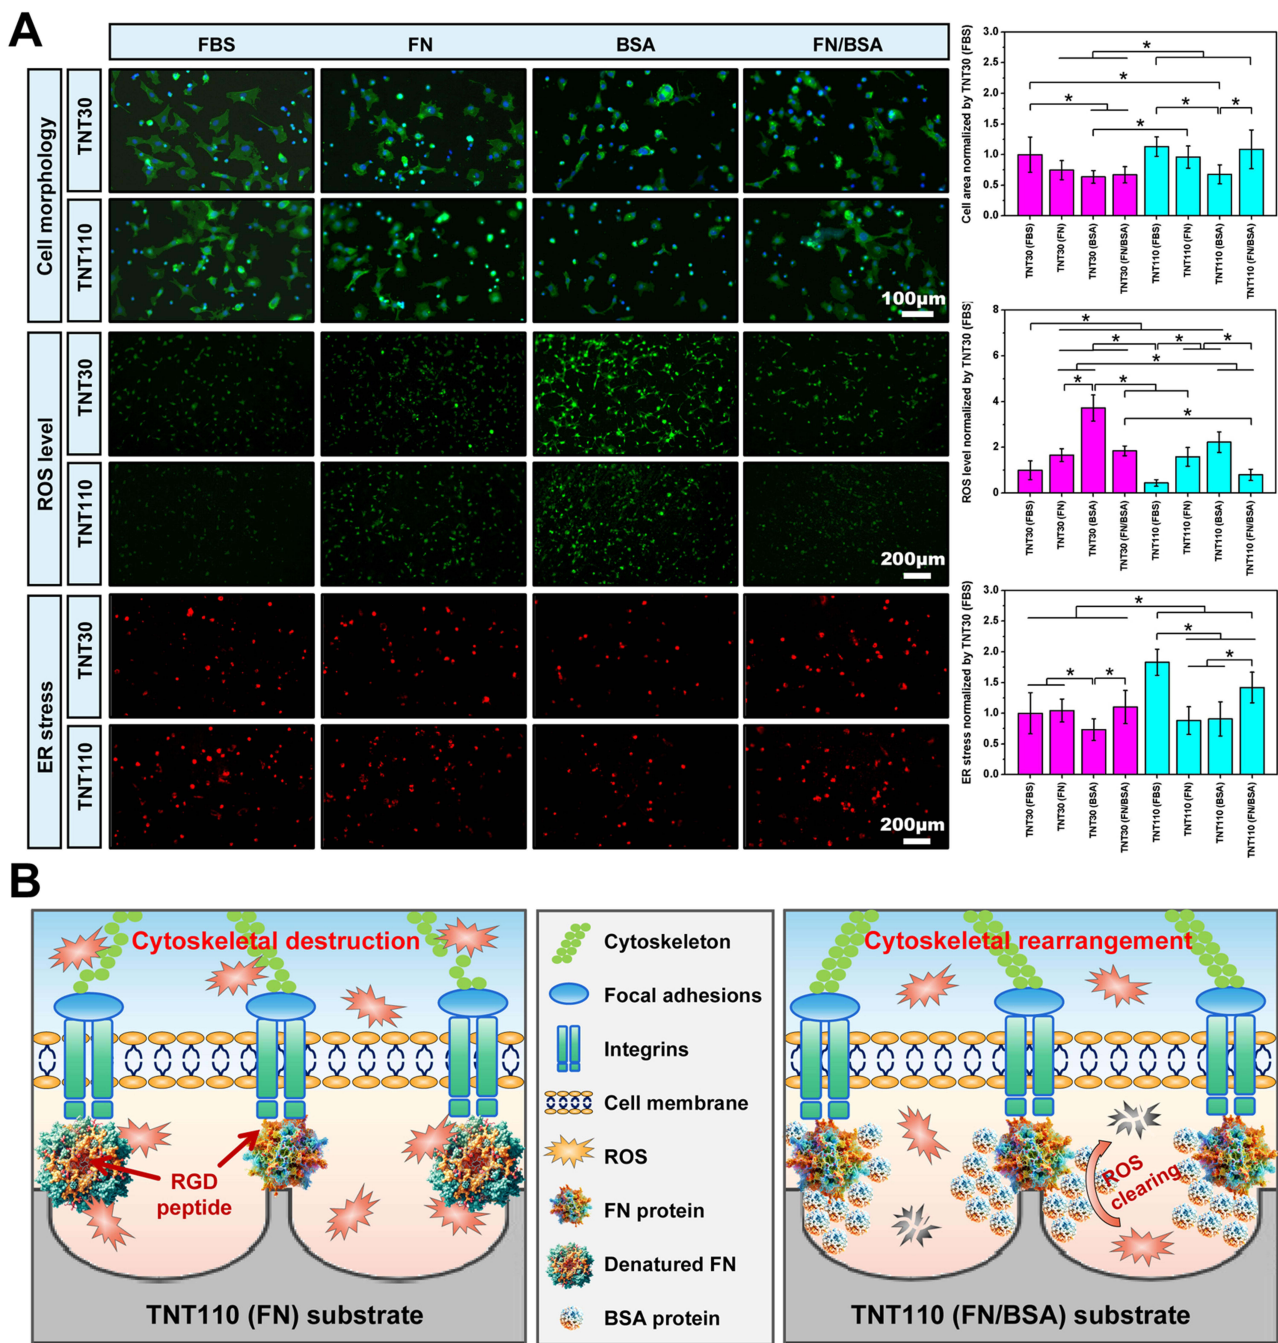 A
FBS FN BSA FN/BSA
Cell morphology
TNT30
TNT110
100μm
ROS level
TNT30
TNT110
200μm
ER stress
TNT30
TNT110
200μm
Cell area normalized by TNT30 (FBS)
3.0
2.5
2.0
1.5
1.0
0.5
0.0
* * * * * *
TNT30 (FBS)
TNT30 (FN)
TNT30 (BSA)
TNT30 (FN/BSA)
TNT110 (FBS)
TNT110 (FN)
TNT110 (BSA)
TNT110 (FN/BSA)
ROS level normalized by TNT30 (FBS)
8
6
4
2
0
* * * * * * * *
TNT30 (FBS)
TNT30 (FN)
TNT30 (BSA)
TNT30 (FN/BSA)
TNT110 (FBS)
TNT110 (FN)
TNT110 (BSA)
TNT110 (FN/BSA)
ER stress normalized by TNT30 (FBS)
3.0
2.5
2.0
1.5
1.0
0.5
0.0
* * * * *
TNT30 (FBS)
TNT30 (FN)
TNT30 (BSA)
TNT30 (FN/BSA)
TNT110 (FBS)
TNT110 (FN)
TNT110 (BSA)
TNT110 (FN/BSA)
B
Cytoskeletal destruction
RGD
peptide
TNT110 (FN) substrate
Cytoskeleton
Focal adhesions
Integrins
Cell membrane
ROS
FN protein
Denatured FN
BSA protein
Cytoskeletal rearrangement
ROS
clearing
TNT110 (FN/BSA) substrate